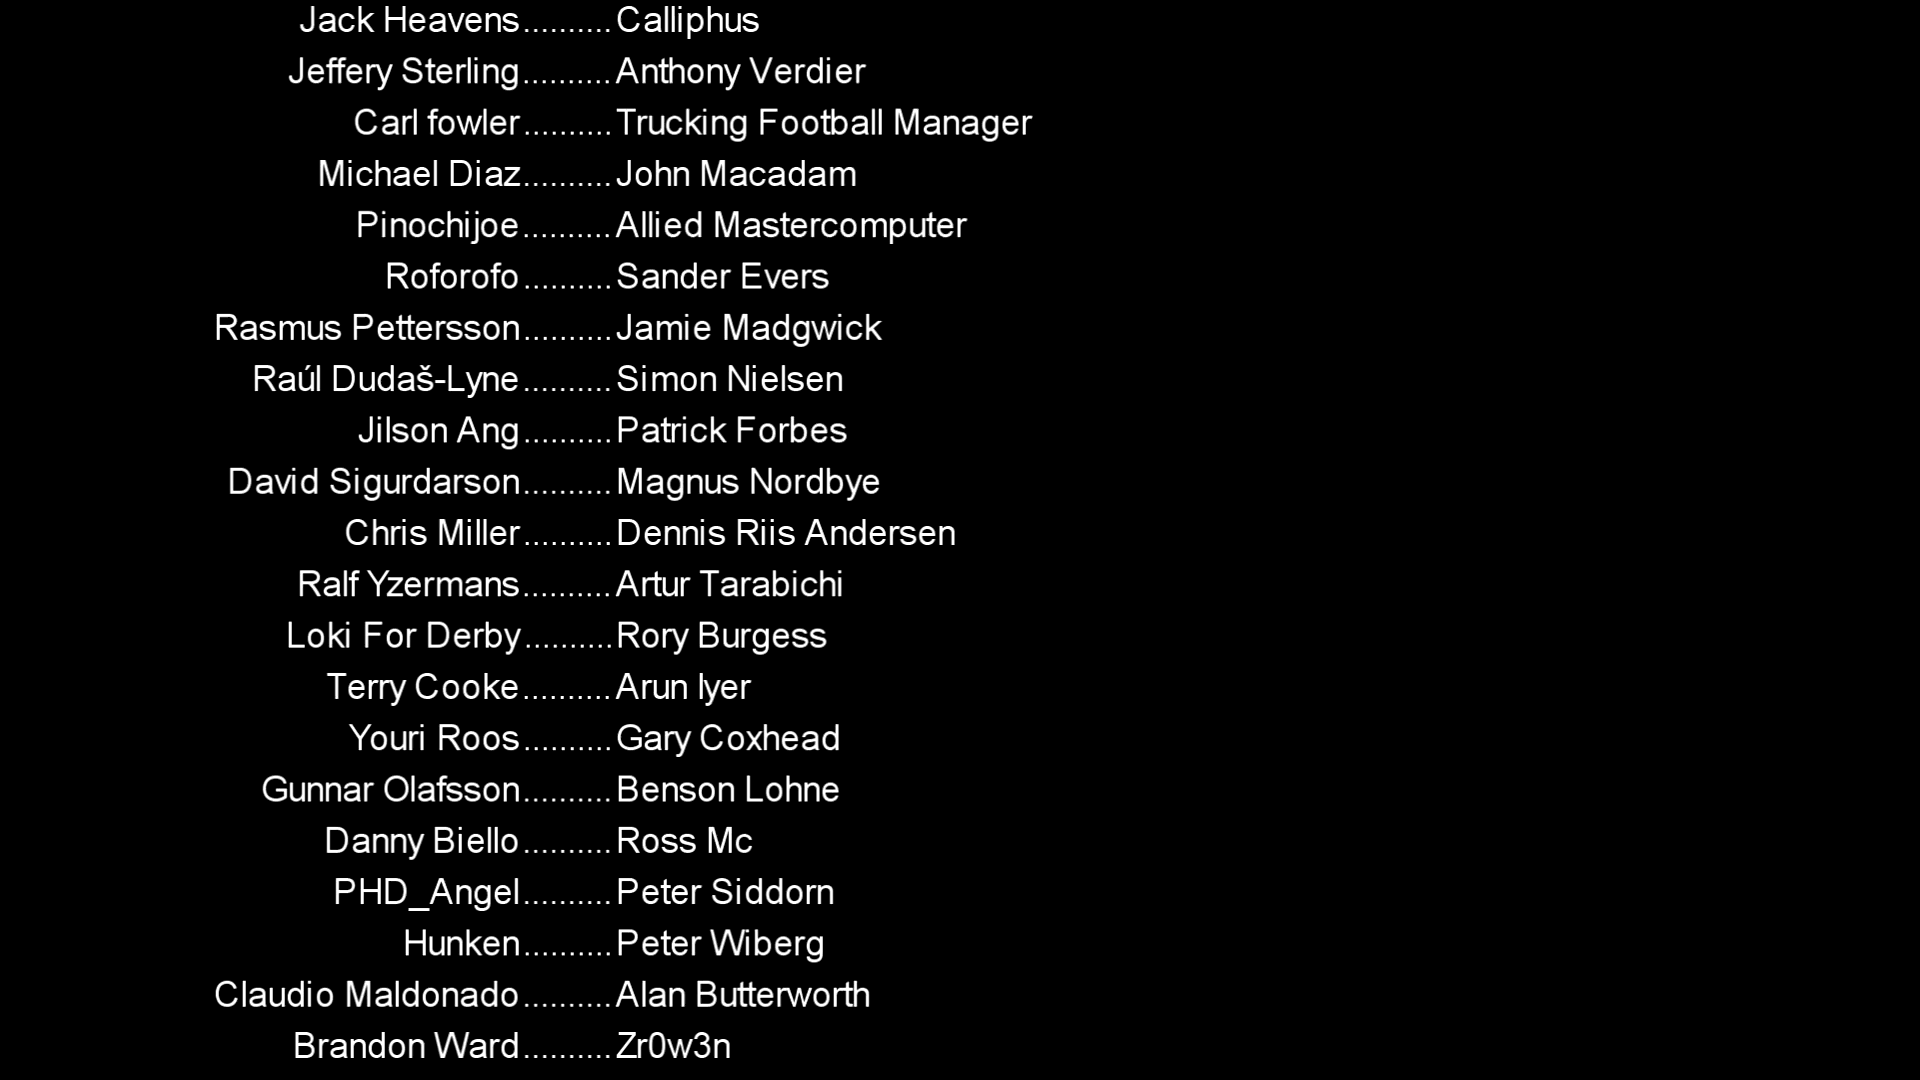 Jack Heavens..........Calliphus
Jeffery Sterling..........Anthony Verdier
Carl fowler..........Trucking Football Manager
Michael Diaz..........John Macadam
Pinochijoe..........Allied Mastercomputer
Roforofo..........Sander Evers
Rasmus Pettersson..........Jamie Madgwick
Raúl Dudaš-Lyne..........Simon Nielsen
Jilson Ang..........Patrick Forbes
David Sigurdarson..........Magnus Nordbye
Chris Miller..........Dennis Riis Andersen
Ralf Yzermans..........Artur Tarabichi
Loki For Derby..........Rory Burgess
Terry Cooke..........Arun Iyer
Youri Roos..........Gary Coxhead
Gunnar Olafsson..........Benson Lohne
Danny Biello..........Ross Mc
PHD_Angel..........Peter Siddorn
Hunken..........Peter Wiberg
Claudio Maldonado..........Alan Butterworth
Brandon Ward..........Zr0w3n